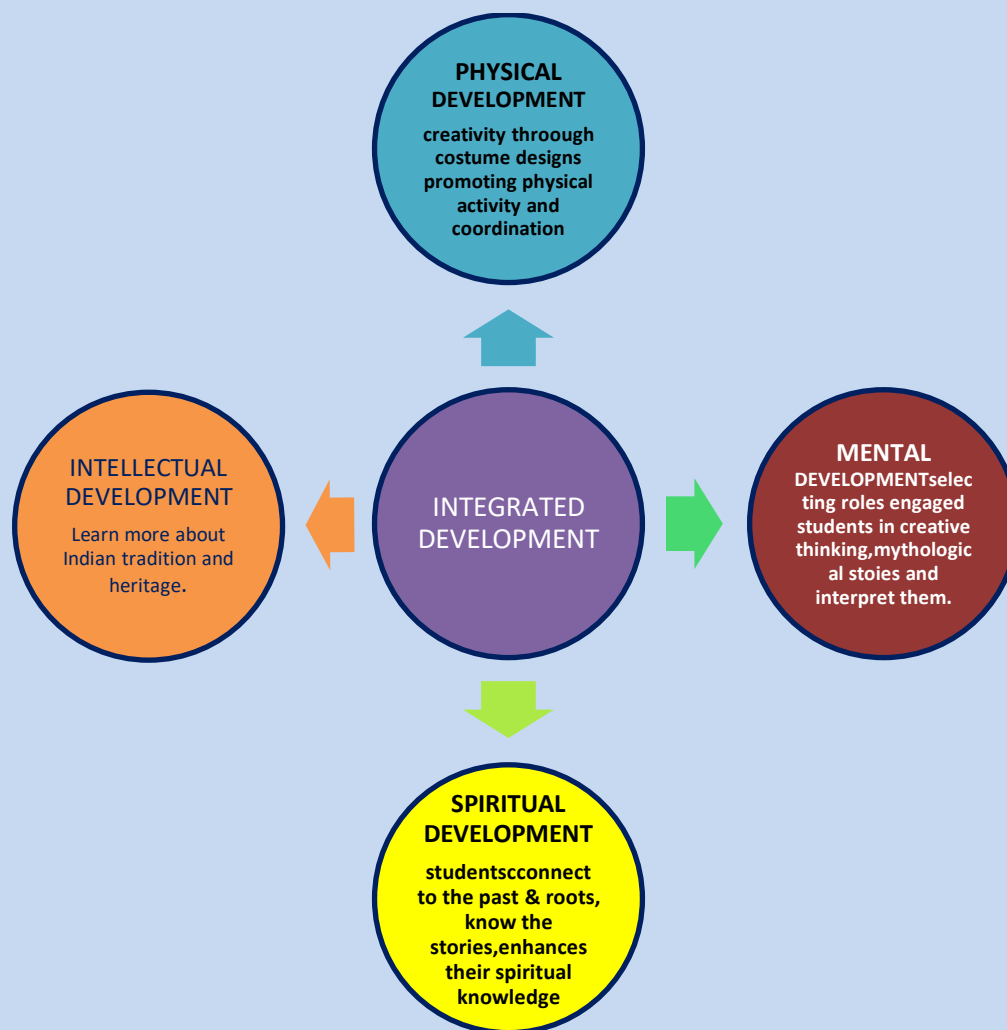 PHYSICAL
DEVELOPMENT
creativity throough
costume designs
promoting physical
activity and
coordination
INTELLECTUAL
DEVELOPMENT
Learn more about
Indian tradition and
heritage.
INTEGRATED
DEVELOPMENT
MENTAL
DEVELOPMENTselec
ting roles engaged
students in creative
thinking,mythologic
al stoies and
interpret them.
SPIRITUAL
DEVELOPMENT
studentscconnect
to the past & roots,
know the
stories,enhances
their spiritual
knowledge